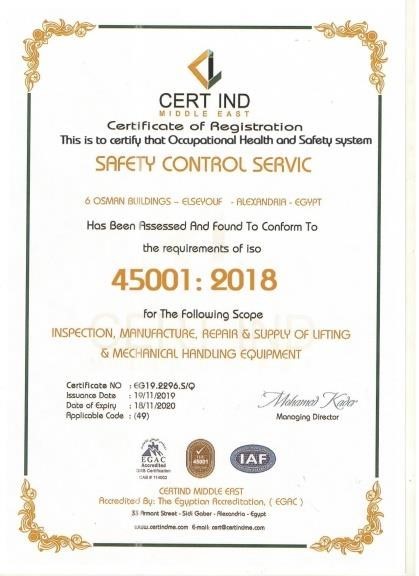 CERT IND
MIDDLE EAST
Certificate of Registration
This is to certify that Occupational Health and Safety system
SAFETY CONTROL SERVIC
6 OSMAN BUILDINGS – ELSEYOUF - ALEXANDRIA - EGYPT
Has Been Assessed And Found To Conform To
the requirements of iso
45001: 2018
for The Following Scope
INSPECTION, MANUFACTURE, REPAIR & SUPPLY OF LIFTING
& MECHANICAL HANDLING EQUIPMENT
Certificate NO : EG19.2296.S/Q
Issuance Date : 19/11/2019
Date of Expiry : 18/11/2020
Applicable Code : (49)
Mohamed Kader
Managing Director
EGAC
Accredited
QMS Certification
CAB # 114002
45001
IAF
CERTIND MIDDLE EAST
Accredited By: The Egyptian Accreditation, ( EGAC )
33 Armant Street - Sidi Gaber - Alexandria - Egypt
www.certindme.com E-mail: cert@certindme.com